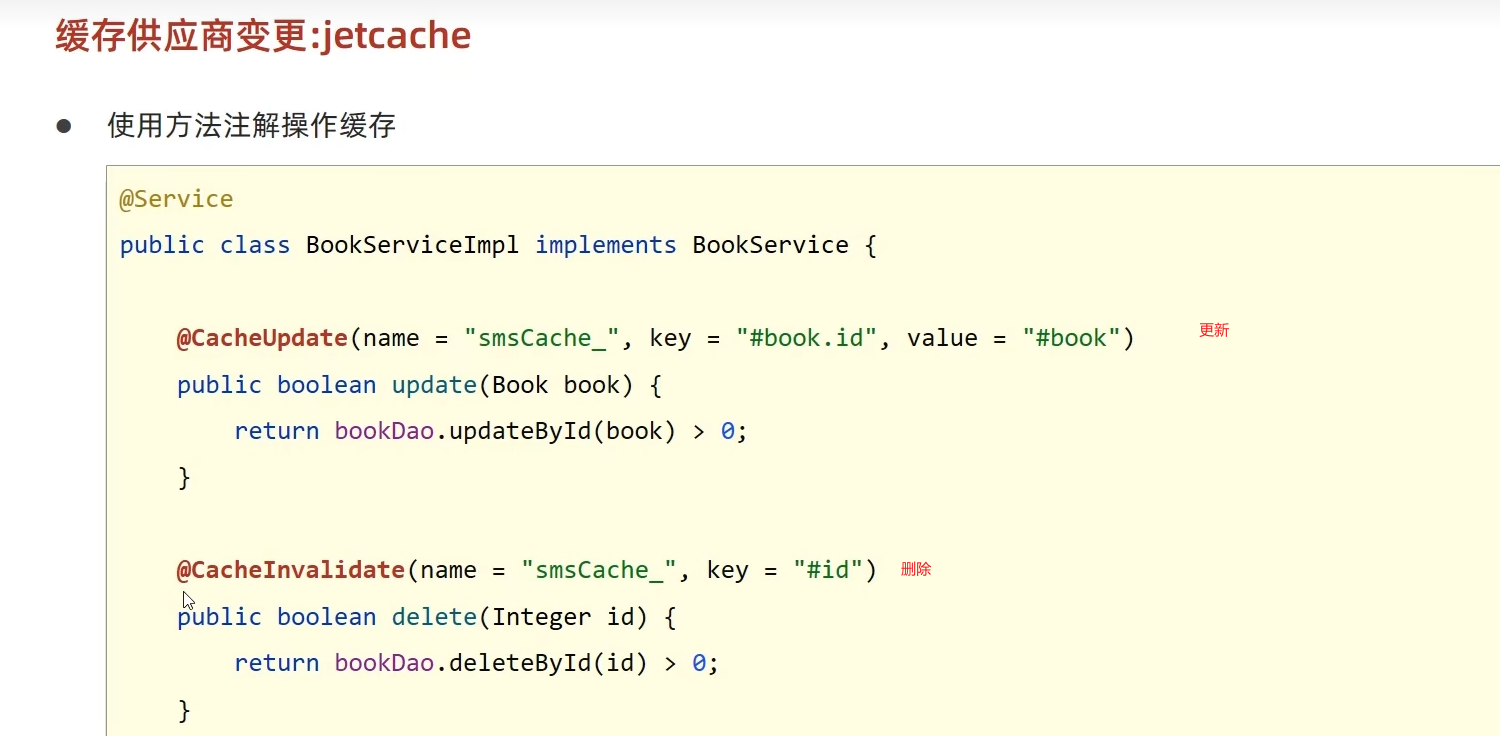 缓存供应商变更:jetcache
● 使用方法注解操作缓存
@Service
public class BookServiceImpl implements BookService {
@CacheUpdate(name = "smsCache_", key = "#book.id", value = "#book") 更新
public boolean update(Book book) {
return bookDao.updateById(book) > 0;
}
@CacheInvalidate(name = "smsCache_", key = "#id") 删除
public boolean delete(Integer id) {
return bookDao.deleteById(id) > 0;
}